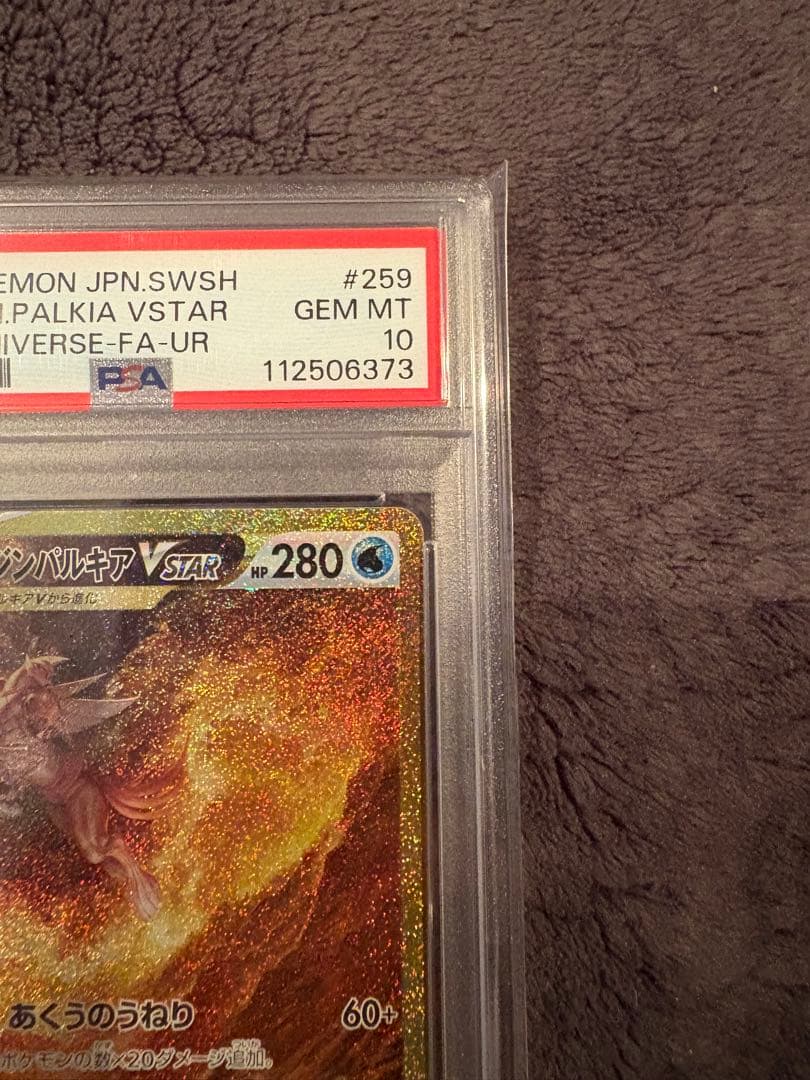 EMON JPN.SWSH #259
.PALKIA VSTAR GEM MT
IVERSE-FA-UR 10
PSA 112506373
ジンパルキア VSTAR HP 280
ルキアVから進化
あくうのうねり 60+
ポケモンの数×20ダメージ追加。